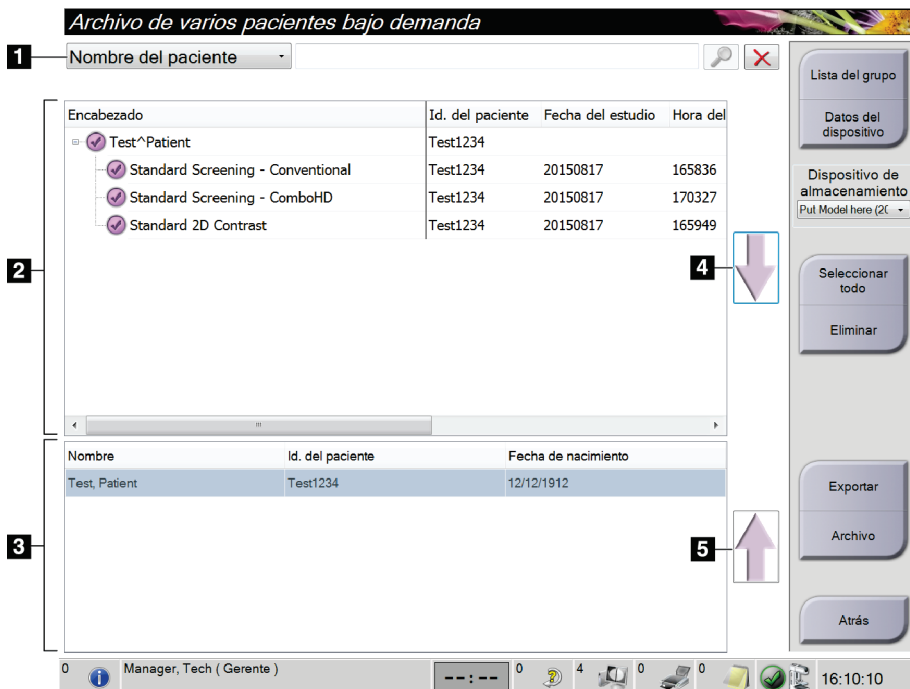 Archivo de varios pacientes bajo demanda
1
Nombre del paciente
Lista del grupo
Datos del
dispositivo
Dispositivo de
almacenamiento
Put Model here (20
2
Encabezado Id. del paciente Fecha del estudio Hora del
Test^Patient Test1234
Standard Screening - Conventional Test1234 20150817 165836
Standard Screening - ComboHD Test1234 20150817 170327
Standard 2D Contrast Test1234 20150817 165949
4
Seleccionar
todo
Eliminar
3
Nombre Id. del paciente Fecha de nacimiento
Test, Patient Test1234 12/12/1912
5
Exportar
Archivo
Atrás
0 Manager, Tech ( Gerente ) --:-- 0 4 0 0 16:10:10